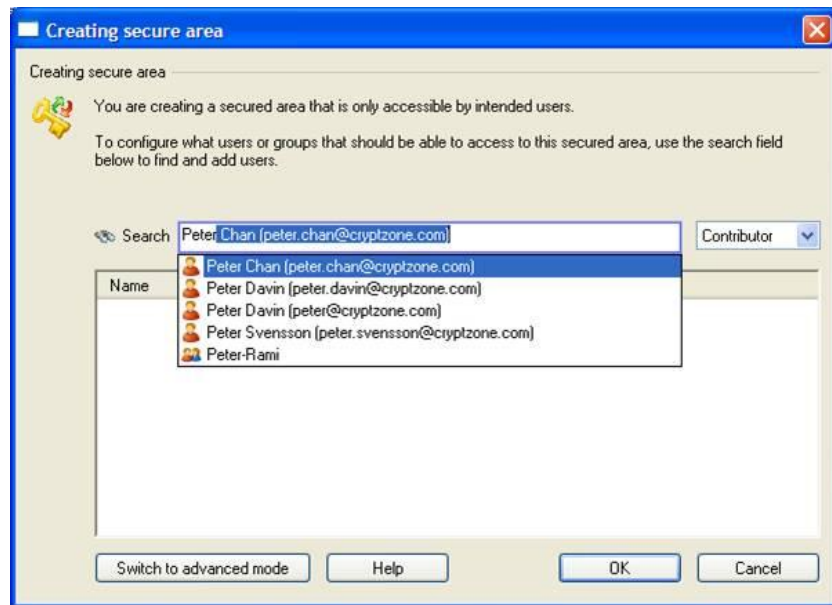 Creating secure area
Creating secure area
You are creating a secured area that is only accessible by intended users.
To configure what users or groups that should be able to access to this secured area, use the search field
below to find and add users.
Search Peter Chan (peter.chan@cryptzone.com) Contributor
Name
Peter Chan (peter.chan@cryptzone.com)
Peter Davin (peter.davin@cryptzone.com)
Peter Davin (peter@cryptzone.com)
Peter Svensson (peter.svensson@cryptzone.com)
Peter-Rami
Switch to advanced mode Help OK Cancel